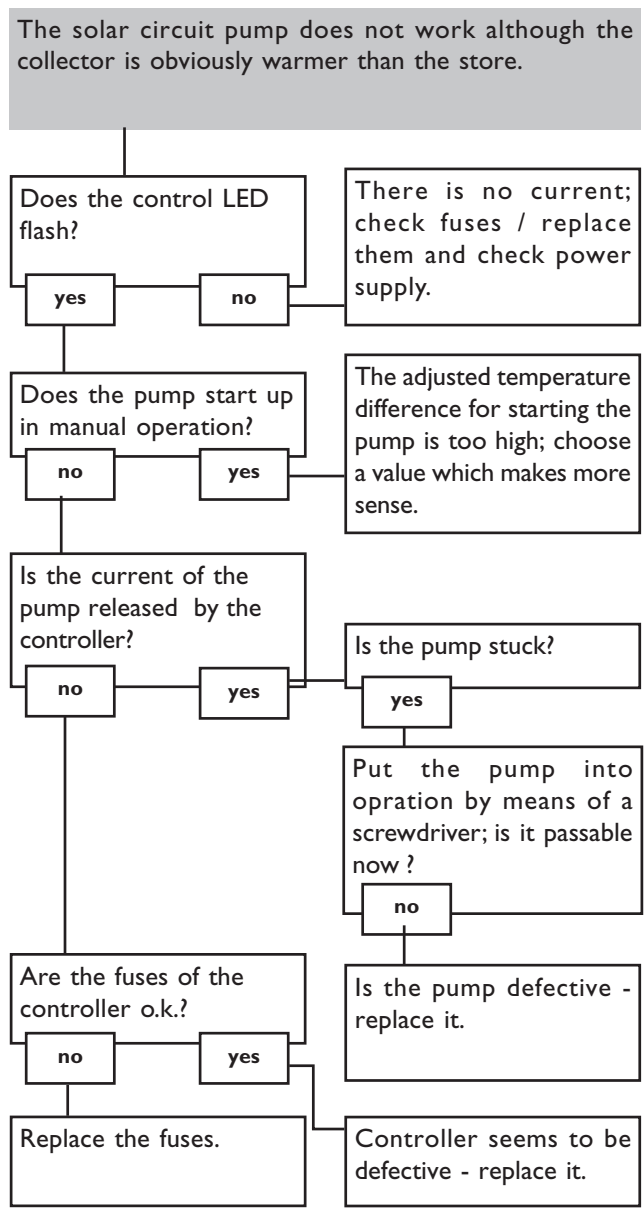 The solar circuit pump does not work although the
collector is obviously warmer than the store.
Does the control LED
flash?
yes
no
There is no current;
check fuses / replace
them and check power
supply.
Does the pump start up
in manual operation?
no
yes
The adjusted temperature
difference for starting the
pump is too high; choose
a value which makes more
sense.
Is the current of the
pump released by the
controller?
no
yes
Is the pump stuck?
yes
Put the pump into
opration by means of a
screwdriver; is it passable
now ?
no
Is the pump defective -
replace it.
Are the fuses of the
controller o.k.?
no
yes
Replace the fuses.
Controller seems to be
defective - replace it.